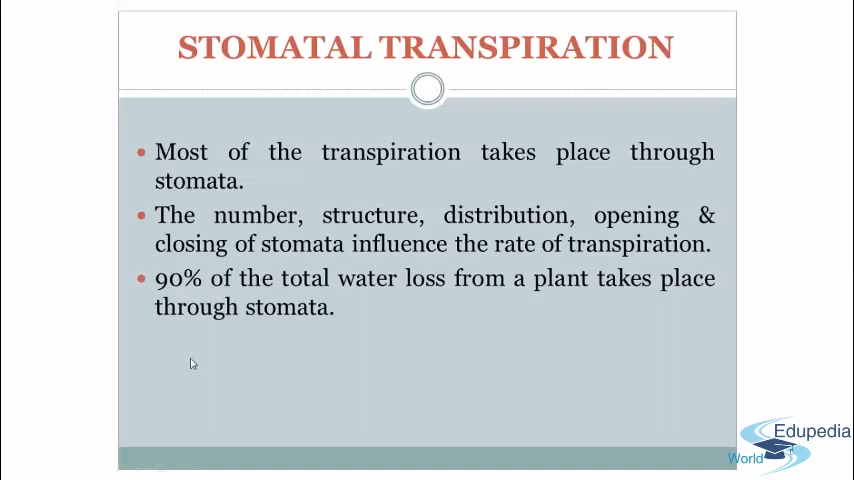 STOMATAL TRANSPIRATION
• Most of the transpiration takes place through
stomata.
• The number, structure, distribution, opening &
closing of stomata influence the rate of transpiration.
• 90% of the total water loss from a plant takes place
through stomata.
Edupedia
World